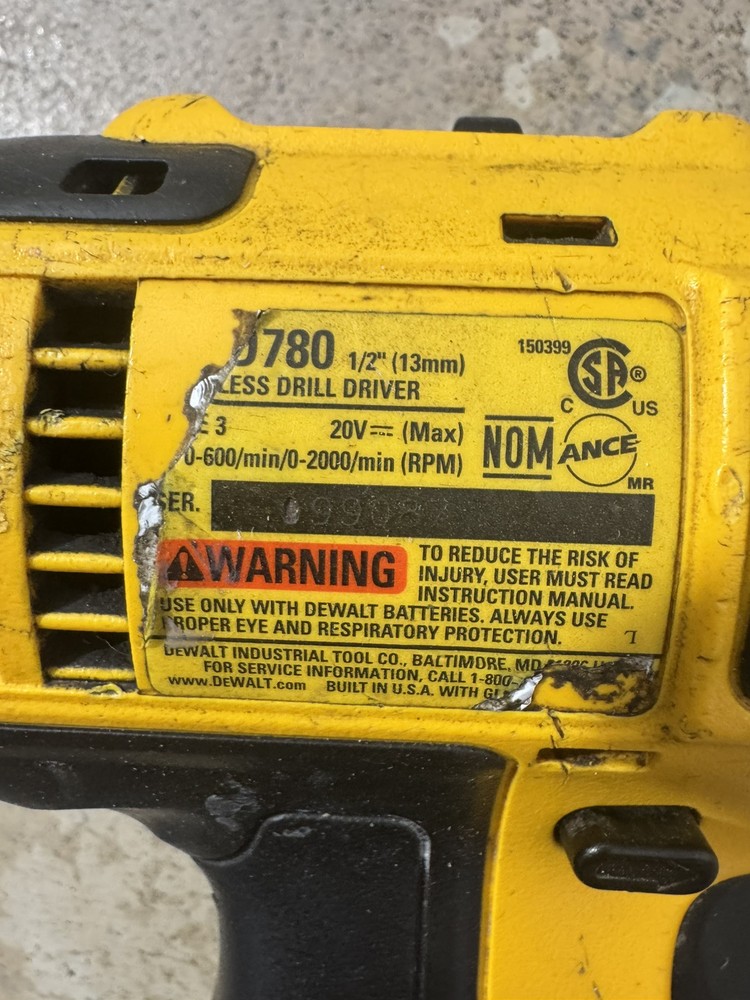 D780 1/2" (13mm)
150399
CSA®
C US
LESS DRILL DRIVER
E 3 20V⎓ (Max)
NOM ANCE MR
0-600/min/0-2000/min (RPM)
SER.
⚠WARNING
TO REDUCE THE RISK OF
INJURY, USER MUST READ
INSTRUCTION MANUAL.
USE ONLY WITH DEWALT BATTERIES. ALWAYS USE
PROPER EYE AND RESPIRATORY PROTECTION.
DEWALT INDUSTRIAL TOOL CO., BALTIMORE, MD
FOR SERVICE INFORMATION, CALL 1-800-
www.DEWALT.com BUILT IN U.S.A. WITH